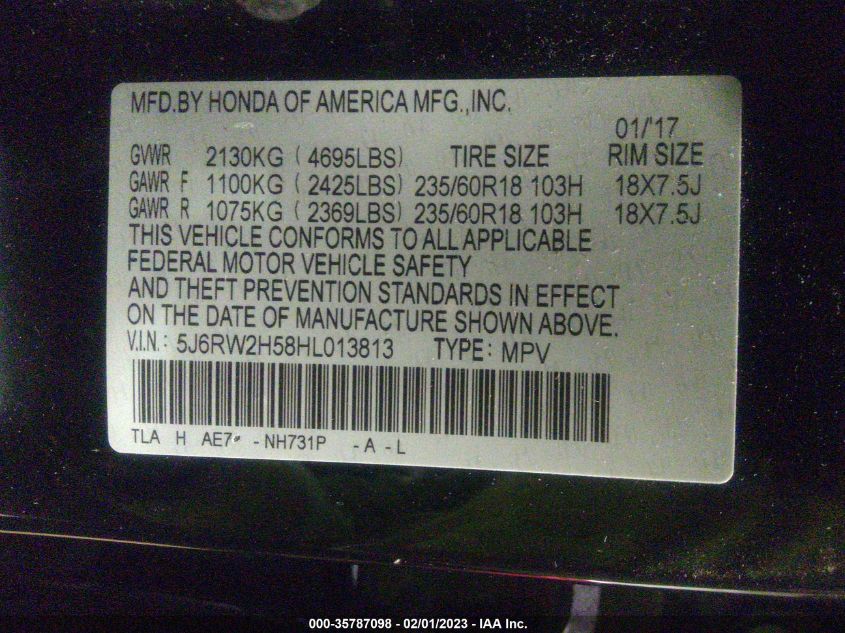 MFD.BY HONDA OF AMERICA MFG.,INC.
01/'17
GVWR 2130KG ( 4695LBS) TIRE SIZE RIM SIZE
GAWR F 1100KG ( 2425LBS) 235/60R18 103H 18X7.5J
GAWR R 1075KG ( 2369LBS) 235/60R18 103H 18X7.5J
THIS VEHICLE CONFORMS TO ALL APPLICABLE
FEDERAL MOTOR VEHICLE SAFETY
AND THEFT PREVENTION STANDARDS IN EFFECT
ON THE DATE OF MANUFACTURE SHOWN ABOVE.
V.I.N.: 5J6RW2H58HL013813 TYPE: MPV
TLA H AE7* - NH731P - A - L
000-35787098 - 02/01/2023 - IAA Inc.